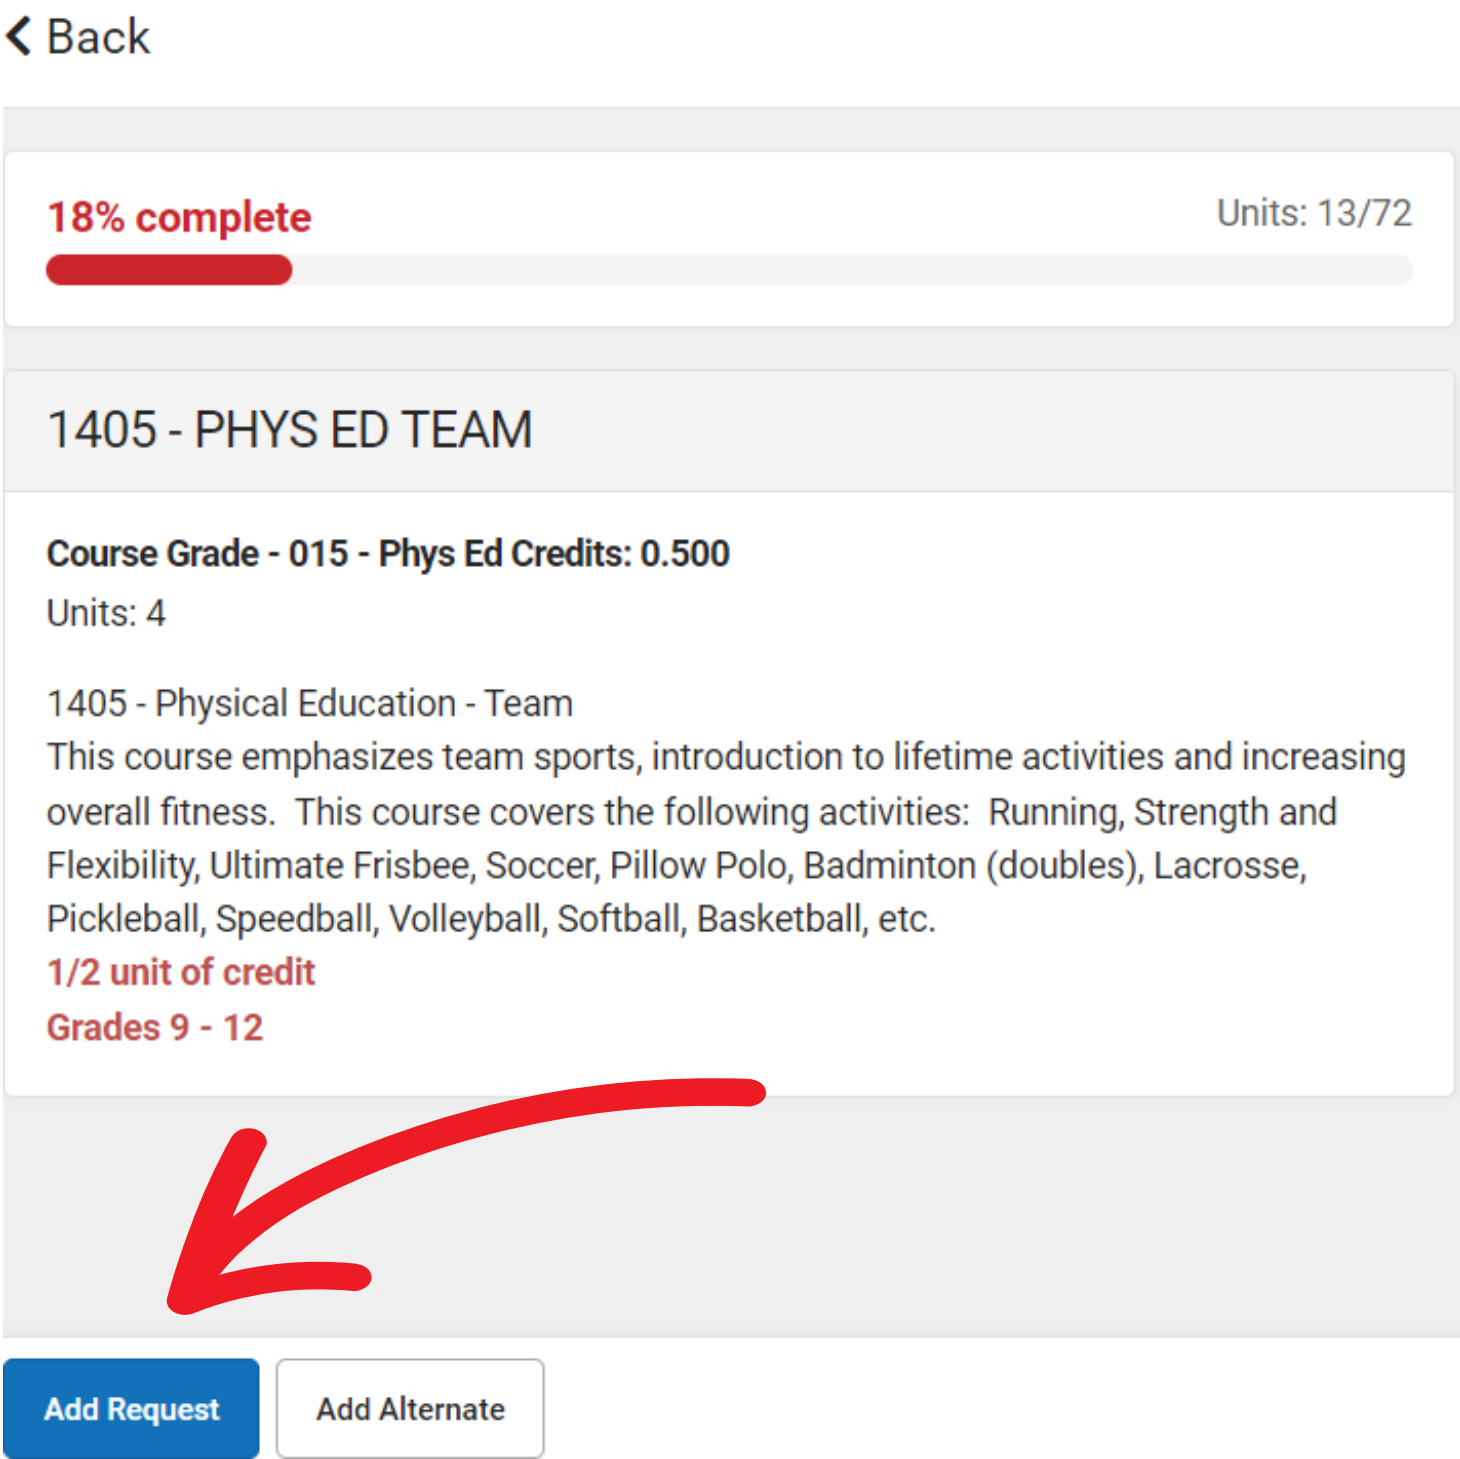 Back
18% complete
Units: 13/72
1405 - PHYS ED TEAM
Course Grade - 015 - Phys Ed Credits: 0.500
Units: 4
1405 - Physical Education - Team
This course emphasizes team sports, introduction to lifetime activities and increasing
overall fitness.  This course covers the following activities:  Running, Strength and
Flexibility, Ultimate Frisbee, Soccer, Pillow Polo, Badminton (doubles), Lacrosse,
Pickleball, Speedball, Volleyball, Softball, Basketball, etc.
1/2 unit of credit
Grades 9 - 12
Add Request
Add Alternate